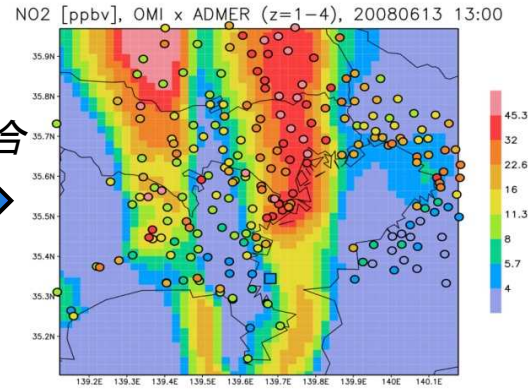 NO2 [ppbv], OMI x ADMER (z=1-4), 20080613 13:00
合
35.9N
35.8N
35.7N
35.6N
35.5N
35.4N
35.3N
35.2N
139.2E 139.3E 139.4E 139.5E 139.6E 139.7E 139.8E 139.9E 140E 140.1E
45.3
32
22.6
16
11.3
8
5.7
4